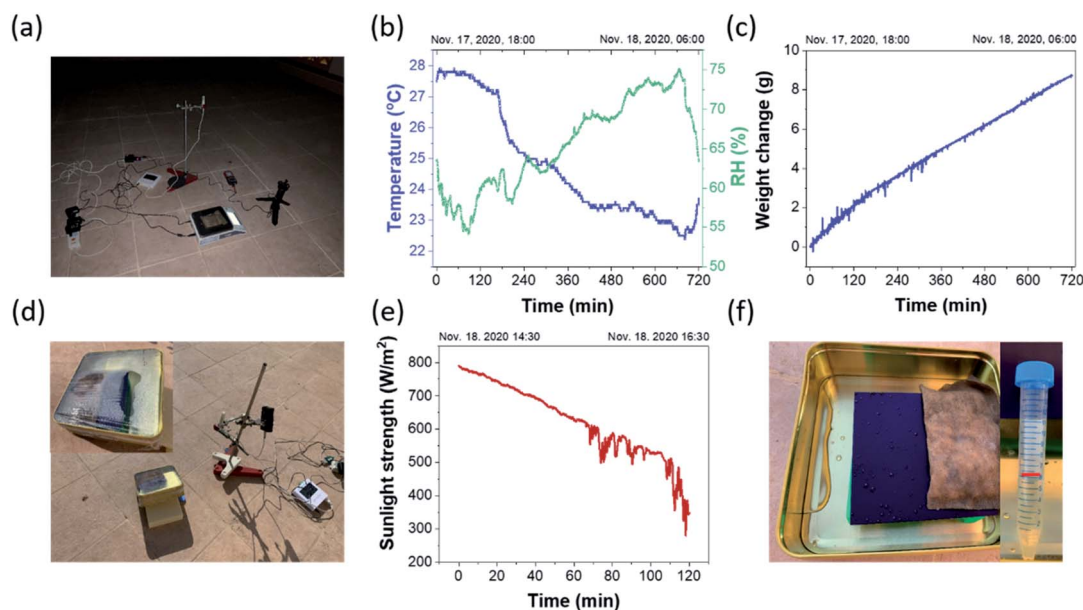 (a)
(b)
Nov. 17, 2020, 18:00
Nov. 18, 2020, 06:00
28
27
26
25
24
23
22
Temperature (°C)
75
70
65
60
55
50
RH (%)
0 120 240 360 480 600 720
Time (min)
(c)
Nov. 17, 2020, 18:00
Nov. 18, 2020, 06:00
10
8
6
4
2
0
Weight change (g)
0 120 240 360 480 600 720
Time (min)
(d)
(e)
Nov. 18. 2020 14:30
Nov. 18. 2020 16:30
800
700
600
500
400
300
200
Sunlight strength (W/m²)
0 20 40 60 80 100 120
Time (min)
(f)